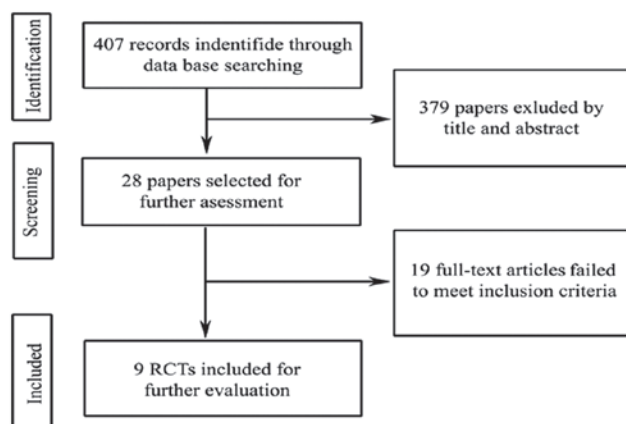 Identification
407 records indentifide through
data base searching
379 papers exluded by
title and abstract
Screening
28 papers selected for
further asessment
19 full-text articles failed
to meet inclusion criteria
Included
9 RCTs included for
further evaluation